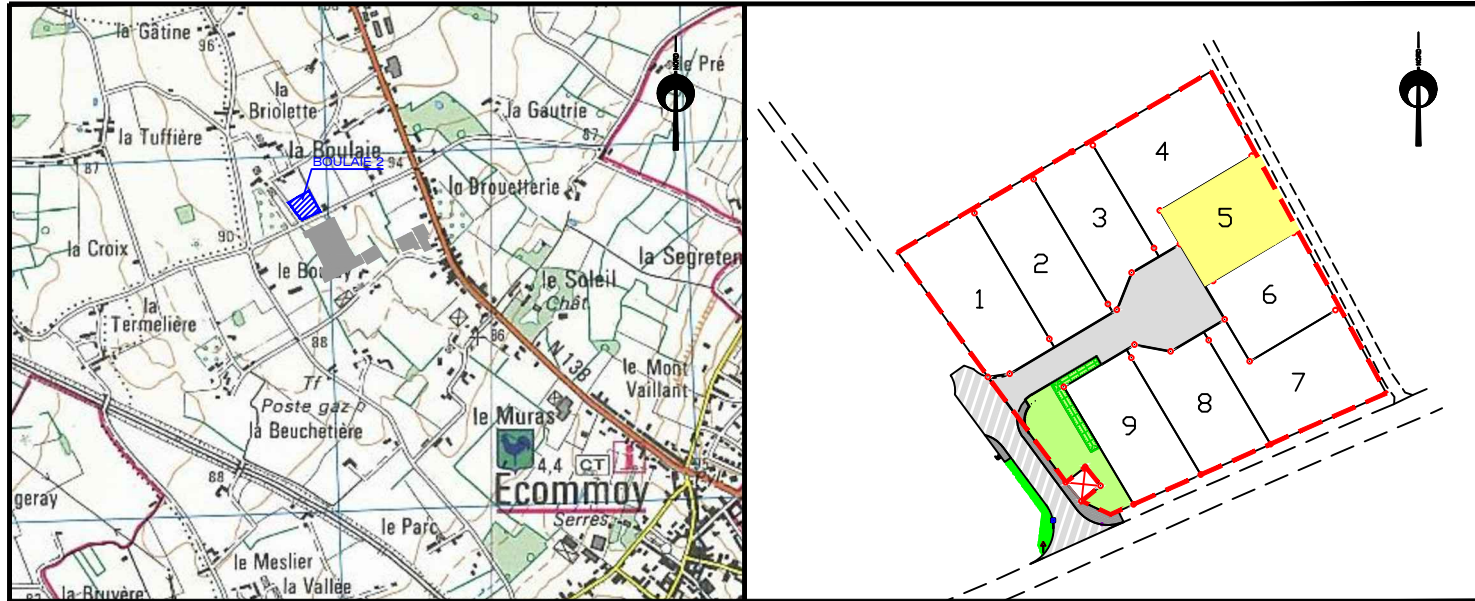 la Gâtine
96
la
Briolette
la Tuffière
87
la Boulaie
BOULAIE 2
94
la Gautrie
87
le Pré
NORD
la Drouetterie
90
la Croix
la
Termelière
88
le Soleil
Chât
la Segreten
86
N 138
le Mont
Vaillant
Tf
Poste gaz
la Beuchetière
le Muras
4,4
CT
i
Ecommoy
Serres
88
geray
le Parc
le Meslier
la Vallée
la Bruyère
NORD
1
2
3
4
5
6
7
8
9